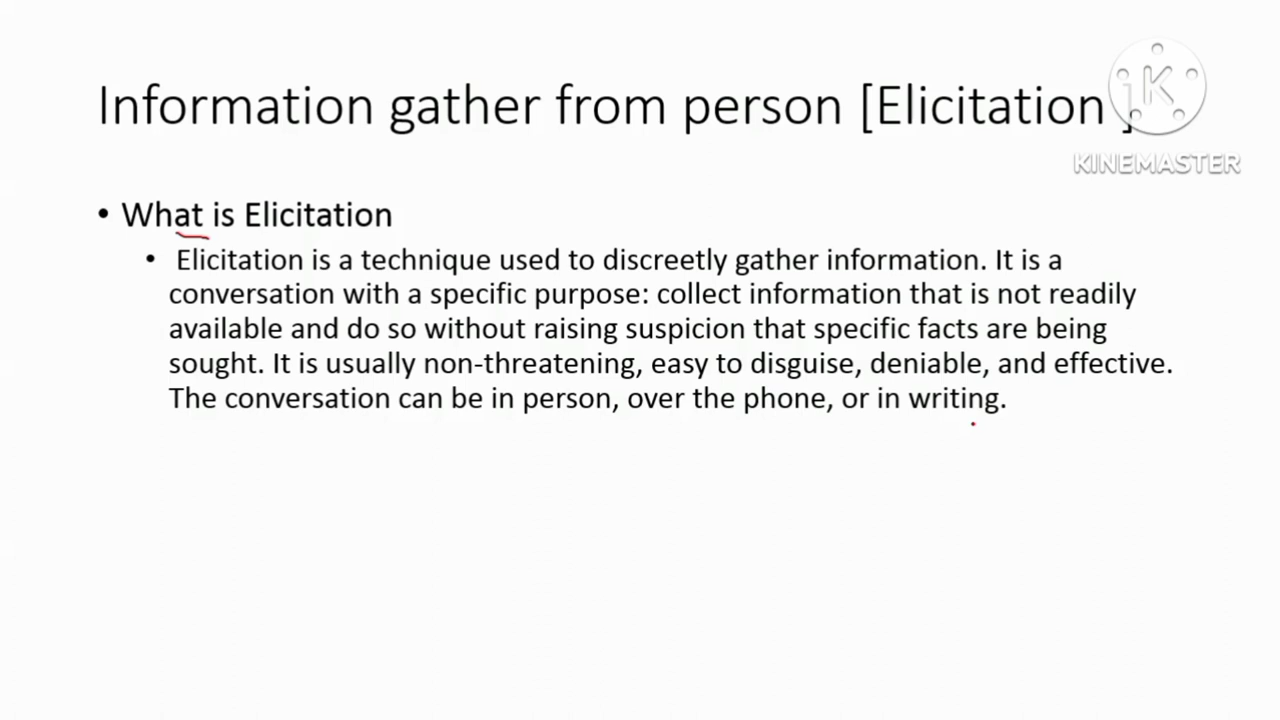 Information gather from person [Elicitation ]
KINEMASTER
• What is Elicitation
• Elicitation is a technique used to discreetly gather information. It is a
conversation with a specific purpose: collect information that is not readily
available and do so without raising suspicion that specific facts are being
sought. It is usually non-threatening, easy to disguise, deniable, and effective.
The conversation can be in person, over the phone, or in writing.